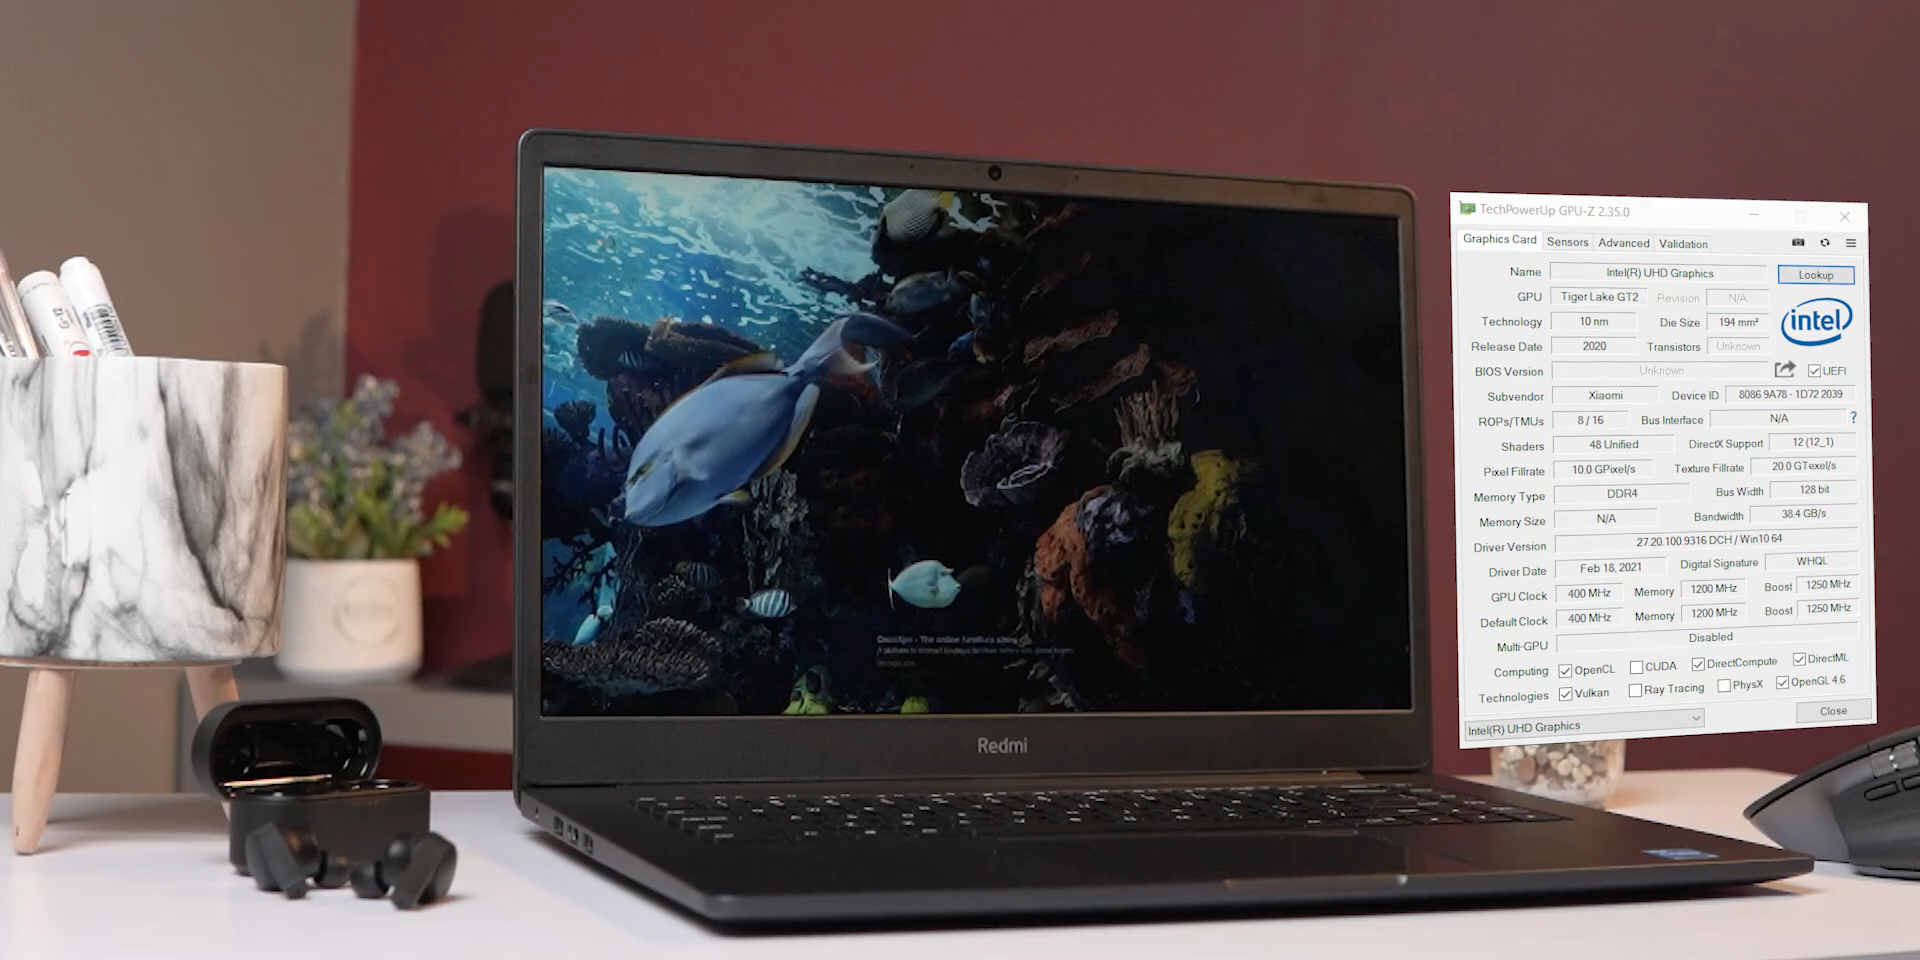 TechPowerUp GPU-Z 2.35.0
Graphics Card Sensors Advanced Validation
Name Intel(R) UHD Graphics Lookup
GPU Tiger Lake GT2 Revision N/A
intel
Technology 10 nm Die Size 194 mm²
Release Date 2020 Transistors Unknown
BIOS Version Unknown UEFI
Subvendor Xiaomi Device ID 8086 9A78 - 1D72 2039
ROPs/TMUs 8 / 16 Bus Interface N/A ?
Shaders 48 Unified DirectX Support 12 (12_1)
Pixel Fillrate 10.0 GPixel/s Texture Fillrate 20.0 GTexel/s
Memory Type DDR4 Bus Width 128 bit
Memory Size N/A Bandwidth 38.4 GB/s
Driver Version 27.20.100.9316 DCH / Win10 64
Driver Date Feb 18, 2021 Digital Signature WHQL
GPU Clock 400 MHz Memory 1200 MHz Boost 1250 MHz
Default Clock 400 MHz Memory 1200 MHz Boost 1250 MHz
Multi-GPU Disabled
Computing OpenCL CUDA DirectCompute DirectML
Technologies Vulkan Ray Tracing PhysX OpenGL 4.6
Intel(R) UHD Graphics Close
The online furniture
Redmi